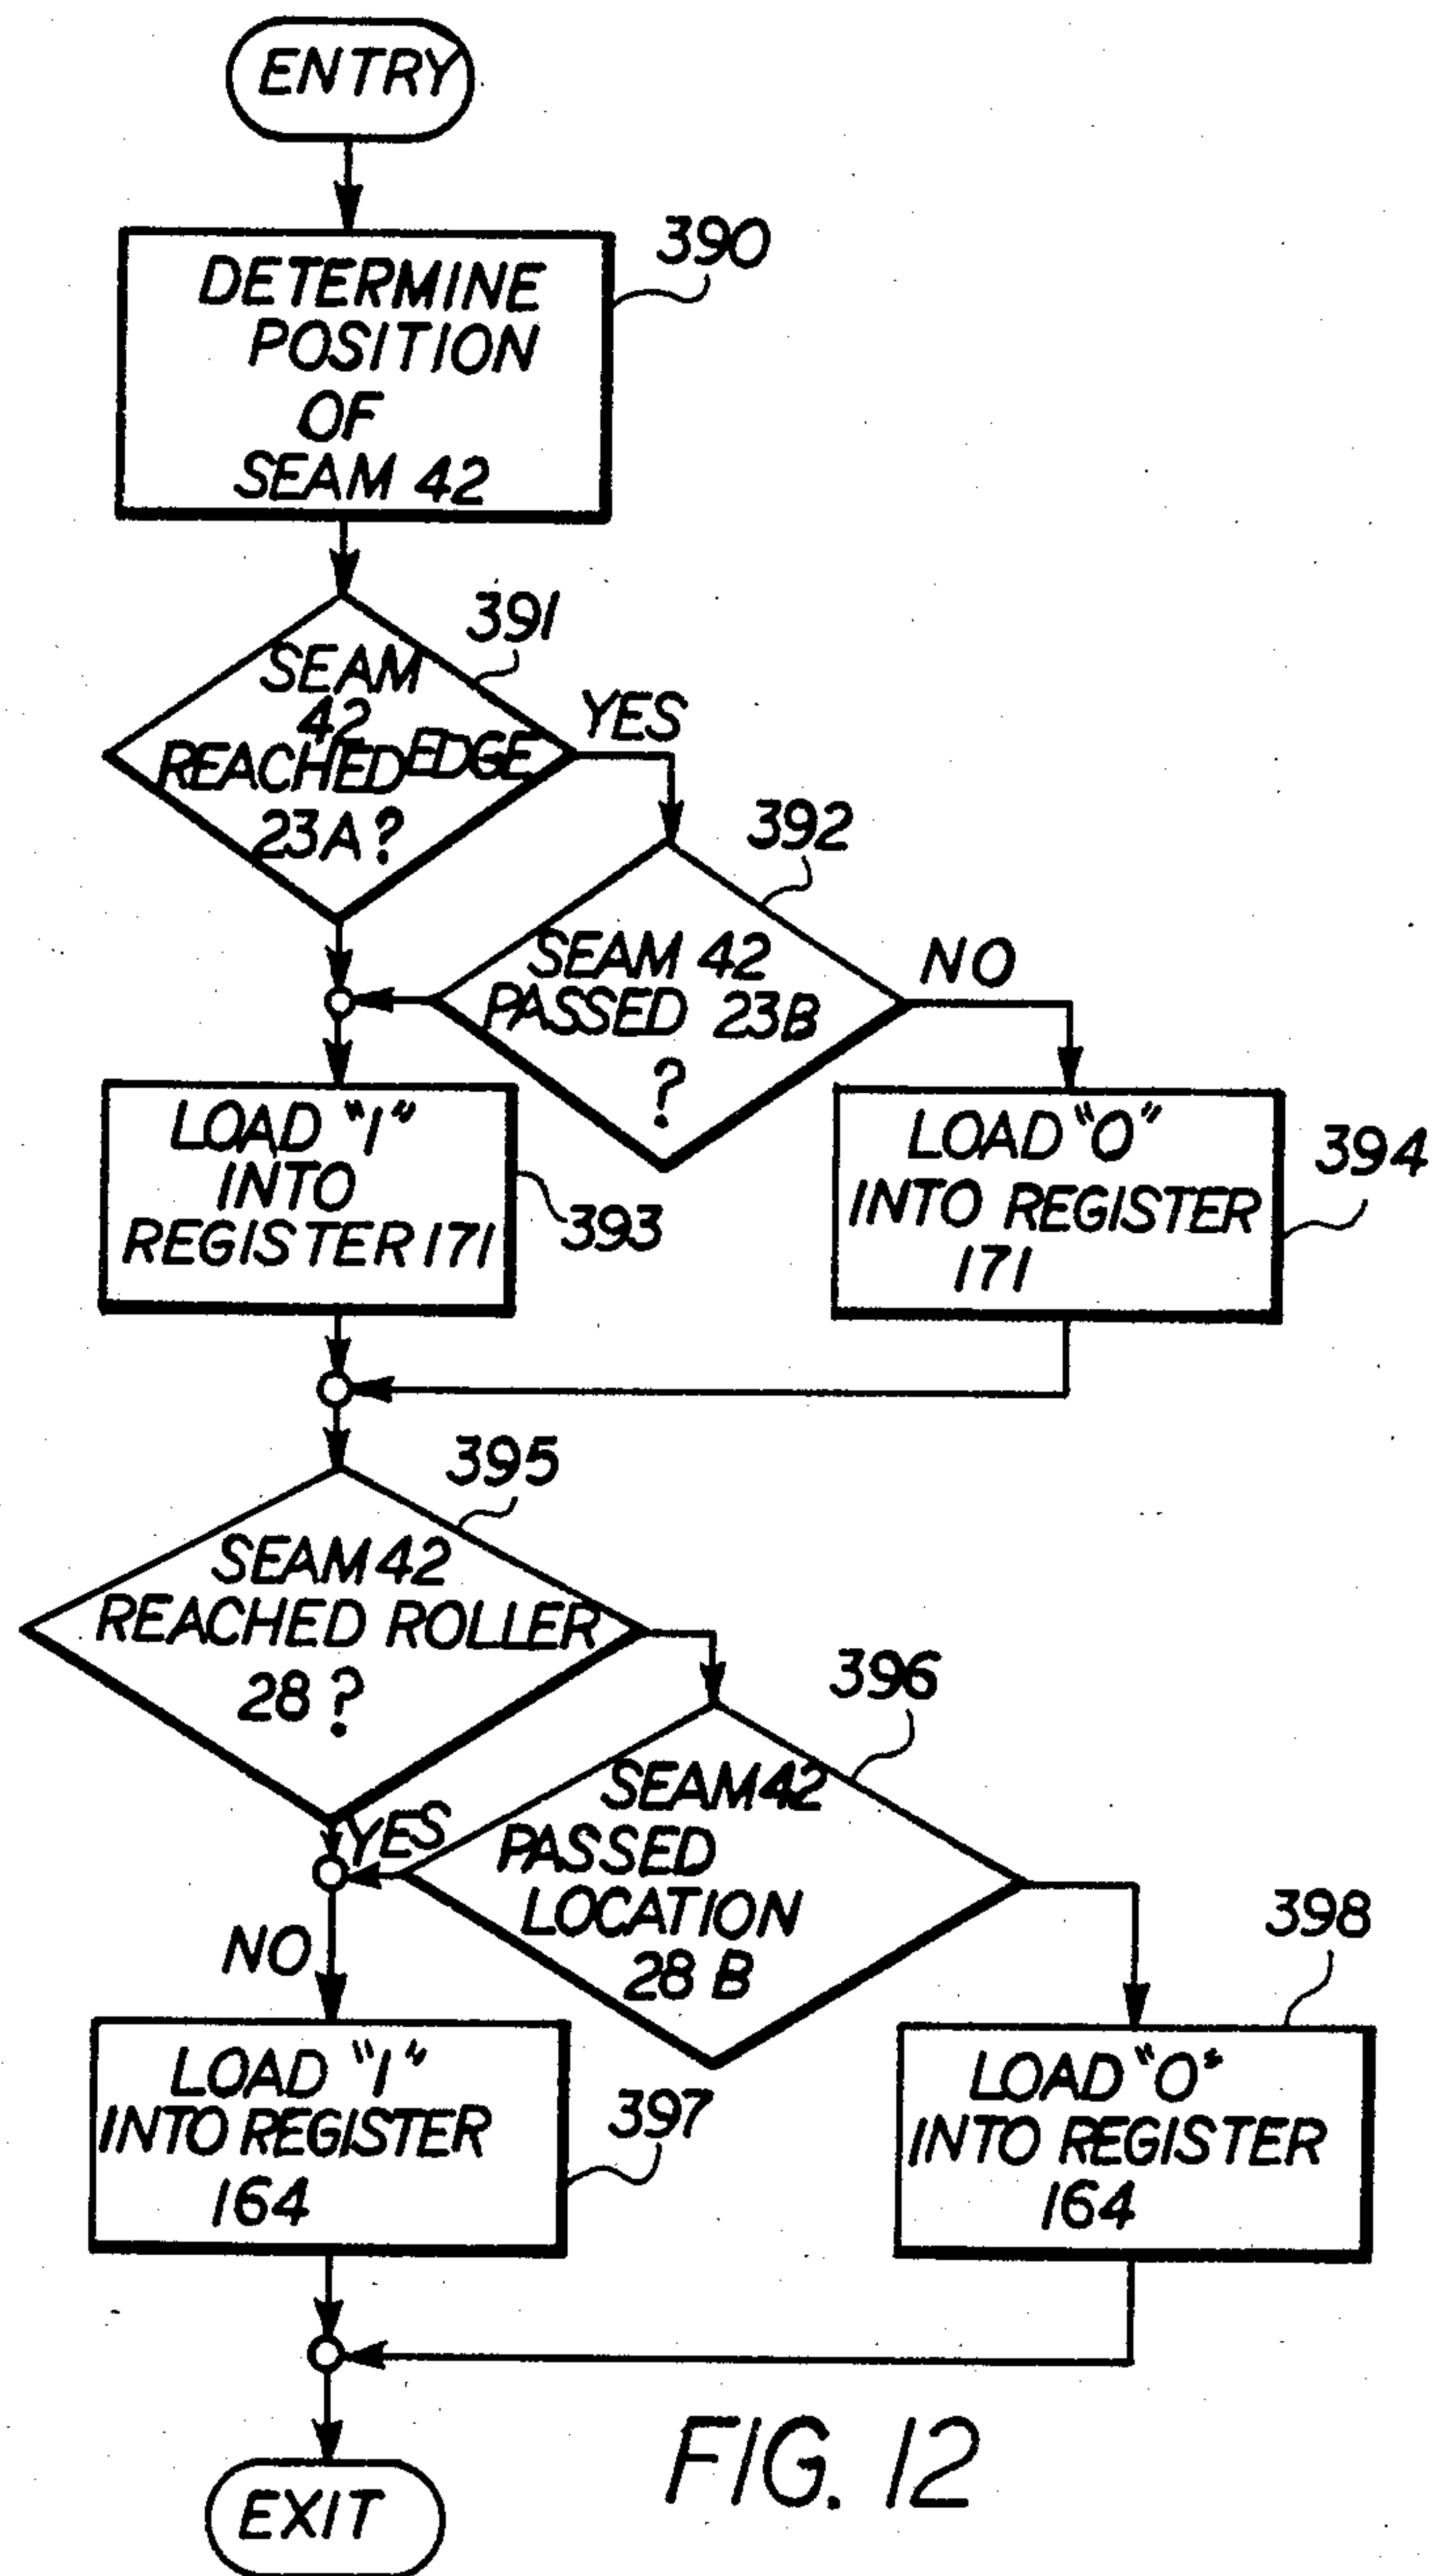 ENTRY
390
DETERMINE
POSITION
OF
SEAM 42
391
SEAM
42
REACHED EDGE
23A?
YES
392
SEAM 42
PASSED 23B
?
NO
LOAD "1"
INTO
REGISTER 171
393
LOAD "0"
INTO REGISTER
171
394
395
SEAM 42
REACHED ROLLER
28?
YES
396
SEAM 42
PASSED
LOCATION
28 B
NO
LOAD "1"
INTO REGISTER
164
397
398
LOAD "0"
INTO REGISTER
164
EXIT
FIG. 12